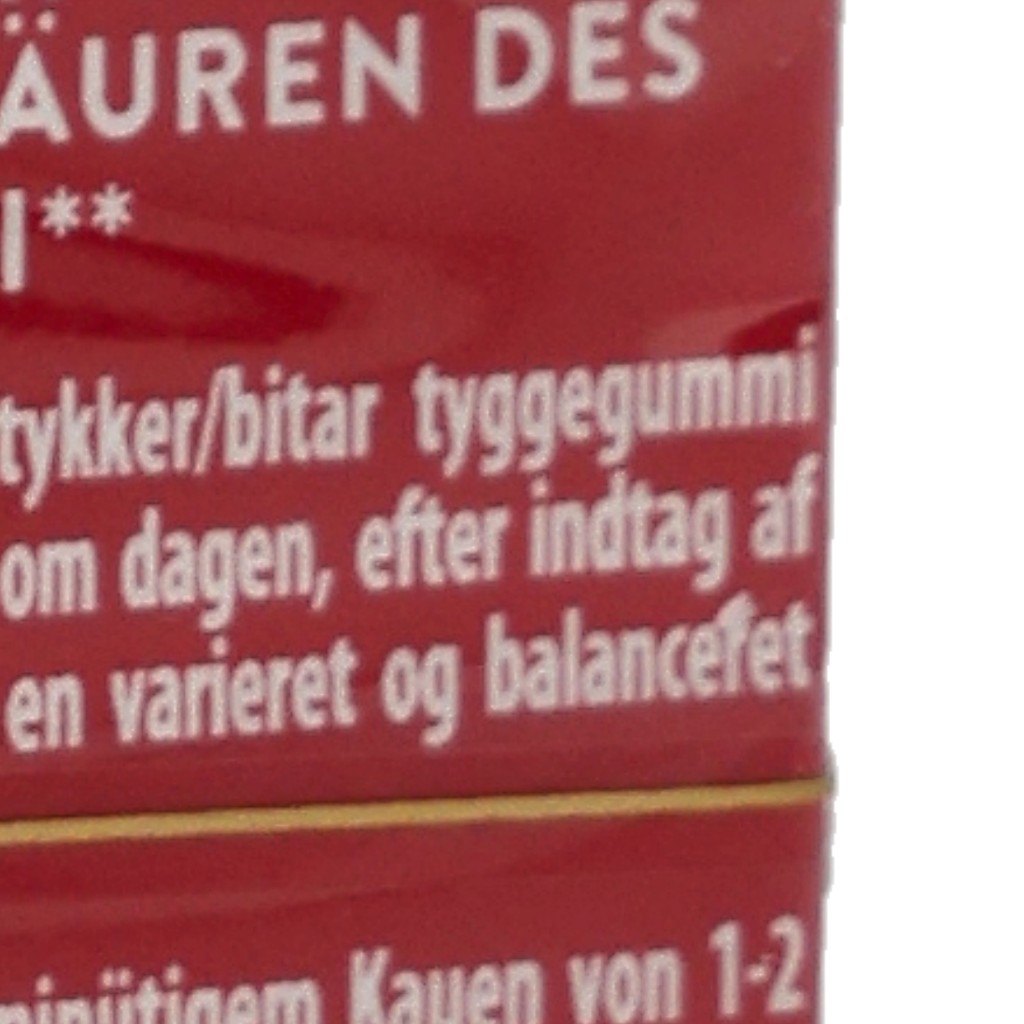 ÄUREN DES
I**
tykker/bitar tyggegummi
om dagen, efter indtag af
en varieret og balanceret
minütigem Kauen von 1-2